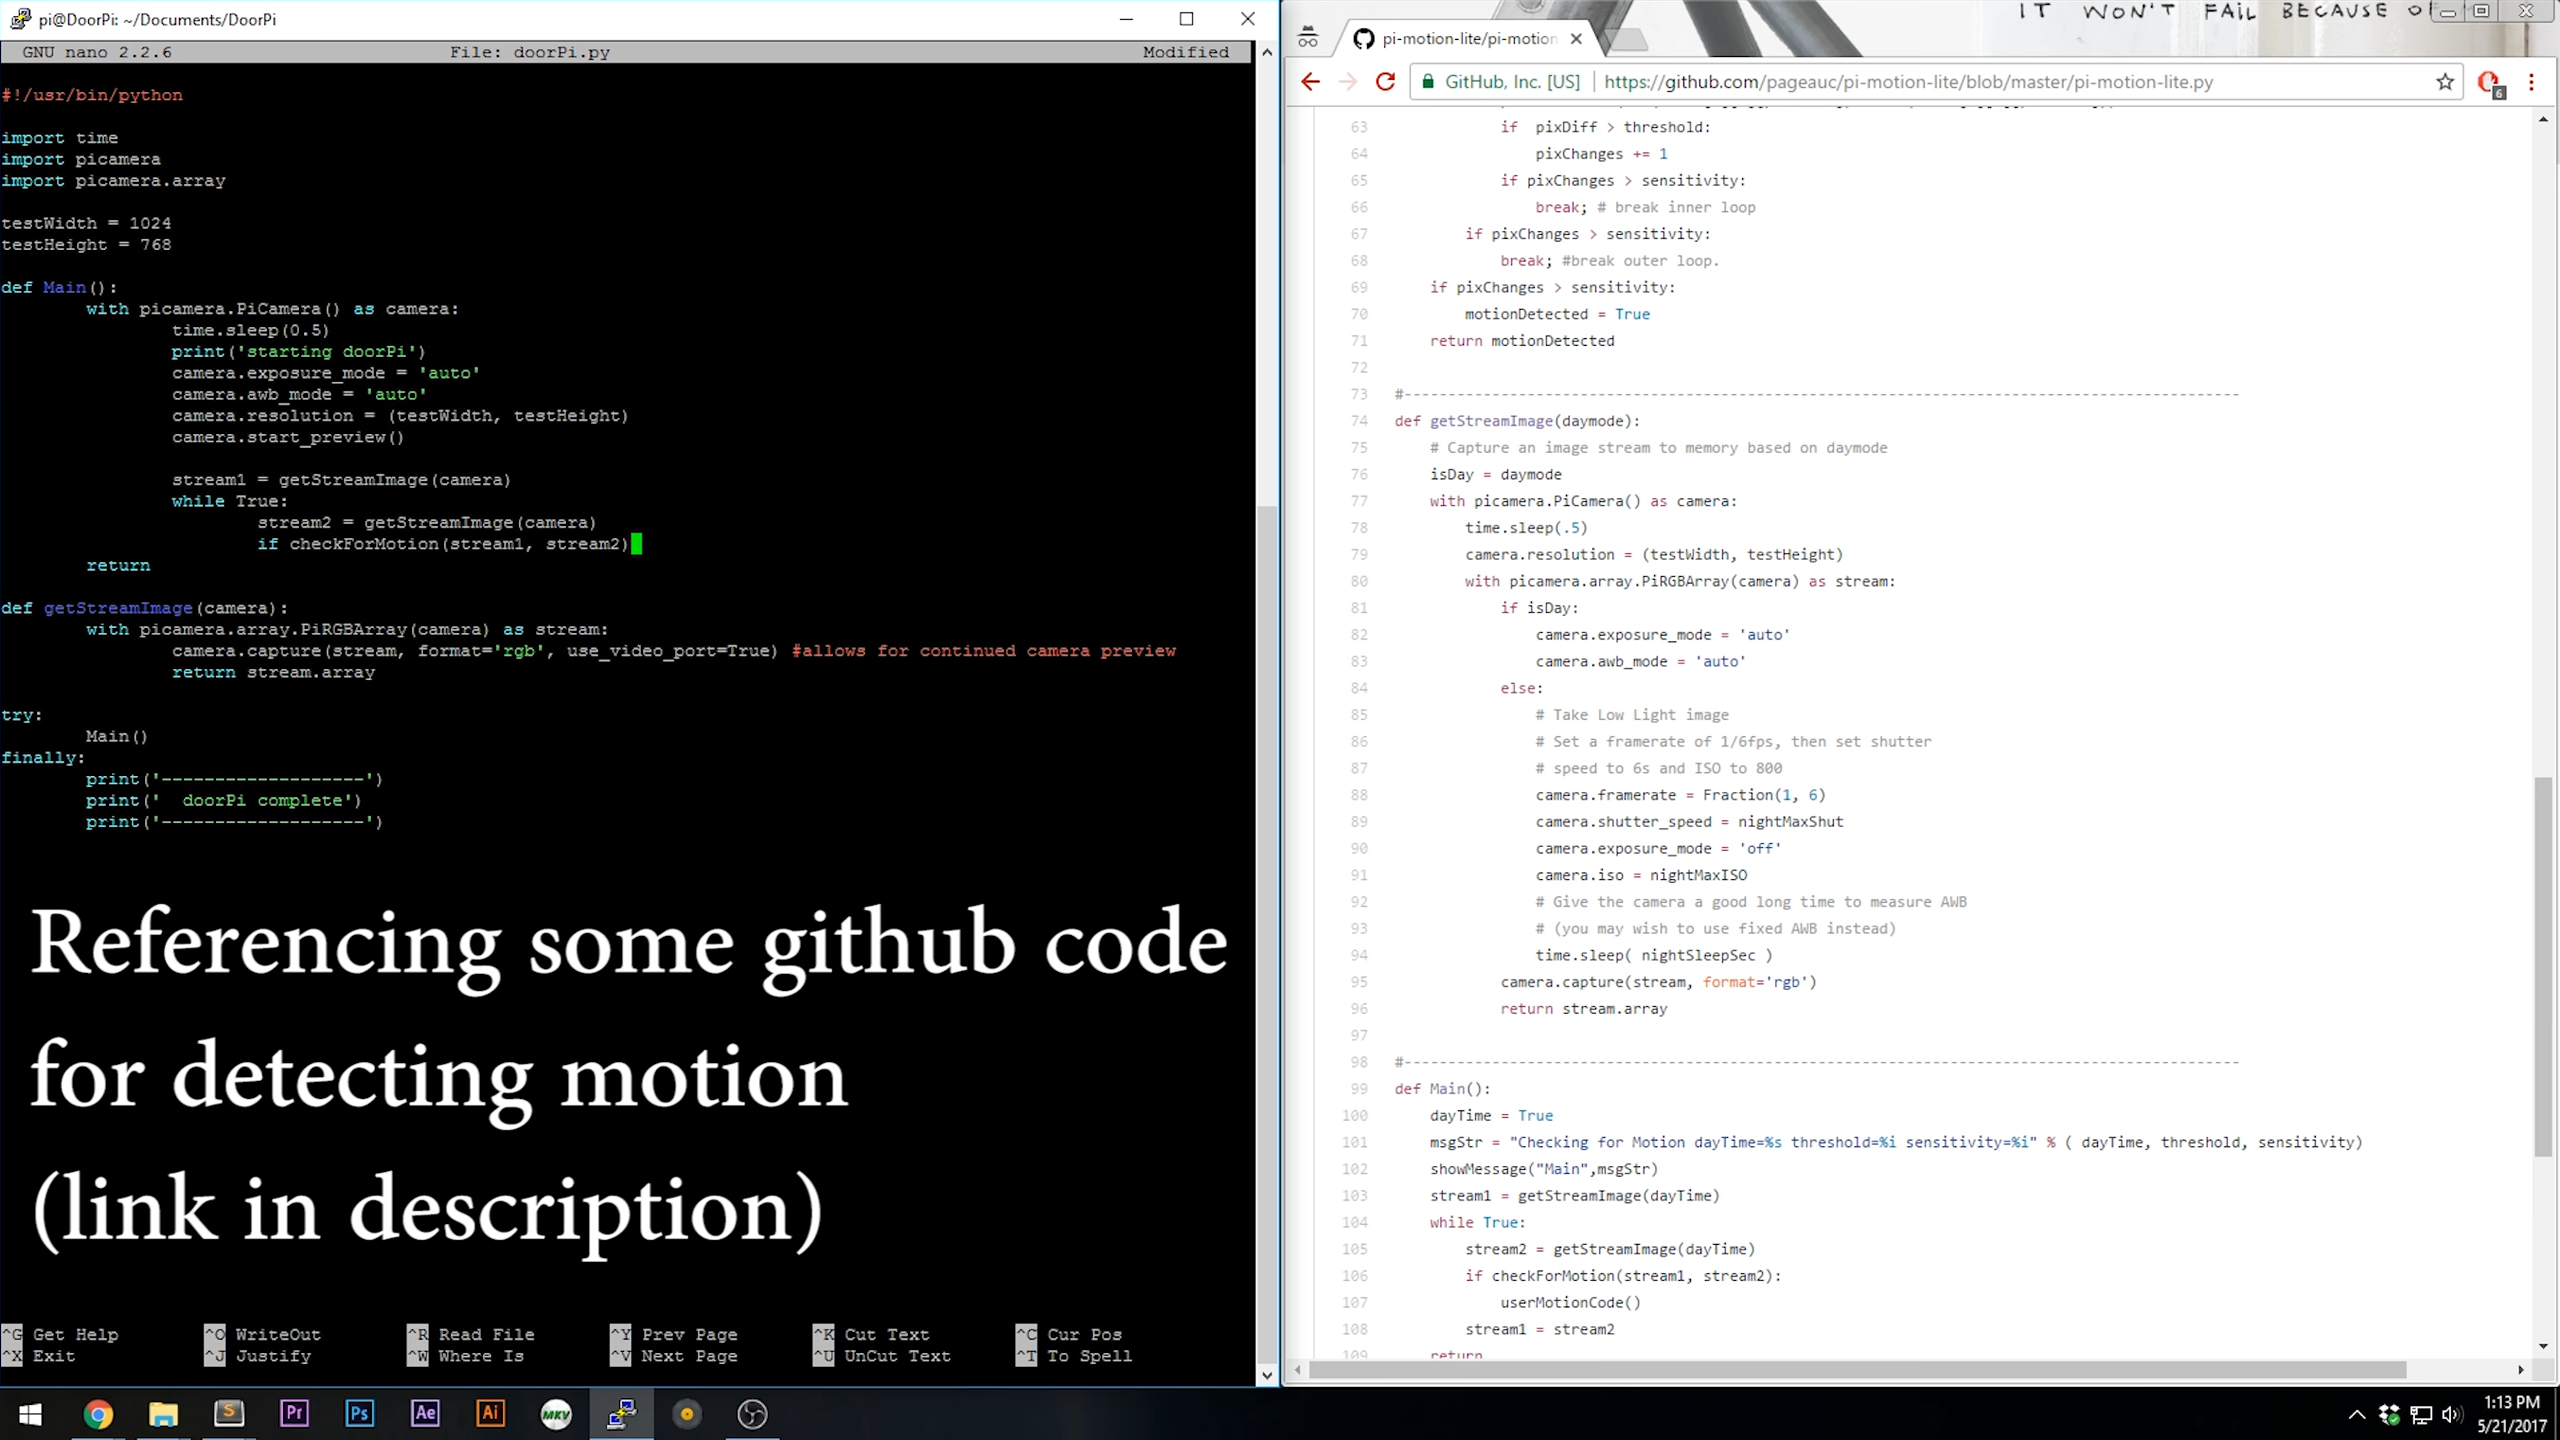 pi@DoorPi: ~/Documents/DoorPi
GNU nano 2.2.6 File: doorPi.py Modified
#!/usr/bin/python
import time
import picamera
import picamera.array
testWidth = 1024
testHeight = 768
def Main():
with picamera.PiCamera() as camera:
time.sleep(0.5)
print('starting doorPi')
camera.exposure_mode = 'auto'
camera.awb_mode = 'auto'
camera.resolution = (testWidth, testHeight)
camera.start_preview()
stream1 = getStreamImage(camera)
while True:
stream2 = getStreamImage(camera)
if checkForMotion(stream1, stream2)
return
def getStreamImage(camera):
with picamera.array.PiRGBArray(camera) as stream:
camera.capture(stream, format='rgb', use_video_port=True) #allows for continued camera preview
return stream.array
try:
Main()
finally:
print('-------------------')
print('  doorPi complete')
print('-------------------')
Referencing some github code
for detecting motion
(link in description)
^G Get Help ^O WriteOut ^R Read File ^Y Prev Page ^K Cut Text ^C Cur Pos
^X Exit ^J Justify ^W Where Is ^V Next Page ^U UnCut Text ^T To Spell
IT WON'T FAIL BECAUSE OF
pi-motion-lite/pi-motion
GitHub, Inc. [US] https://github.com/pageauc/pi-motion-lite/blob/master/pi-motion-lite.py
6
63 if pixDiff > threshold:
64 pixChanges += 1
65 if pixChanges > sensitivity:
66 break; # break inner loop
67 if pixChanges > sensitivity:
68 break; #break outer loop.
69 if pixChanges > sensitivity:
70 motionDetected = True
71 return motionDetected
72
73 #-----------------------------------------------------------------------------------------------
74 def getStreamImage(daymode):
75 # Capture an image stream to memory based on daymode
76 isDay = daymode
77 with picamera.PiCamera() as camera:
78 time.sleep(.5)
79 camera.resolution = (testWidth, testHeight)
80 with picamera.array.PiRGBArray(camera) as stream:
81 if isDay:
82 camera.exposure_mode = 'auto'
83 camera.awb_mode = 'auto'
84 else:
85 # Take Low Light image
86 # Set a framerate of 1/6fps, then set shutter
87 # speed to 6s and ISO to 800
88 camera.framerate = Fraction(1, 6)
89 camera.shutter_speed = nightMaxShut
90 camera.exposure_mode = 'off'
91 camera.iso = nightMaxISO
92 # Give the camera a good long time to measure AWB
93 # (you may wish to use fixed AWB instead)
94 time.sleep( nightSleepSec )
95 camera.capture(stream, format='rgb')
96 return stream.array
97
98 #-----------------------------------------------------------------------------------------------
99 def Main():
100 dayTime = True
101 msgStr = "Checking for Motion dayTime=%s threshold=%i sensitivity=%i" % ( dayTime, threshold, sensitivity)
102 showMessage("Main",msgStr)
103 stream1 = getStreamImage(dayTime)
104 while True:
105 stream2 = getStreamImage(dayTime)
106 if checkForMotion(stream1, stream2):
107 userMotionCode()
108 stream1 = stream2
109 return
S Pr Ps Ae Ai MKV
1:13 PM
5/21/2017